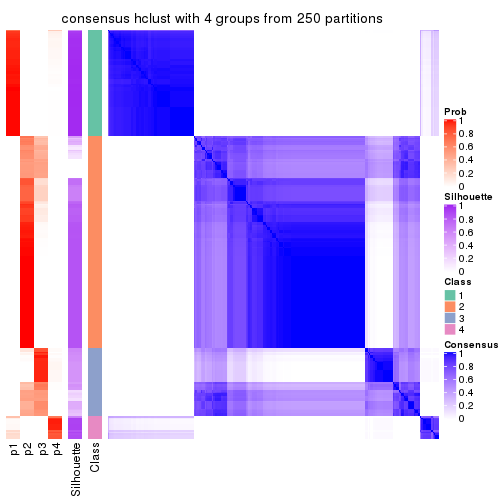 consensus hclust with 4 groups from 250 partitions
Prob
1
0.8
0.6
0.4
0.2
0
Silhouette
1
0.8
0.6
0.4
0.2
0
Class
1
2
3
4
Consensus
1
0.8
0.6
0.4
0.2
0
p1
p2
p3
p4
Silhouette
Class